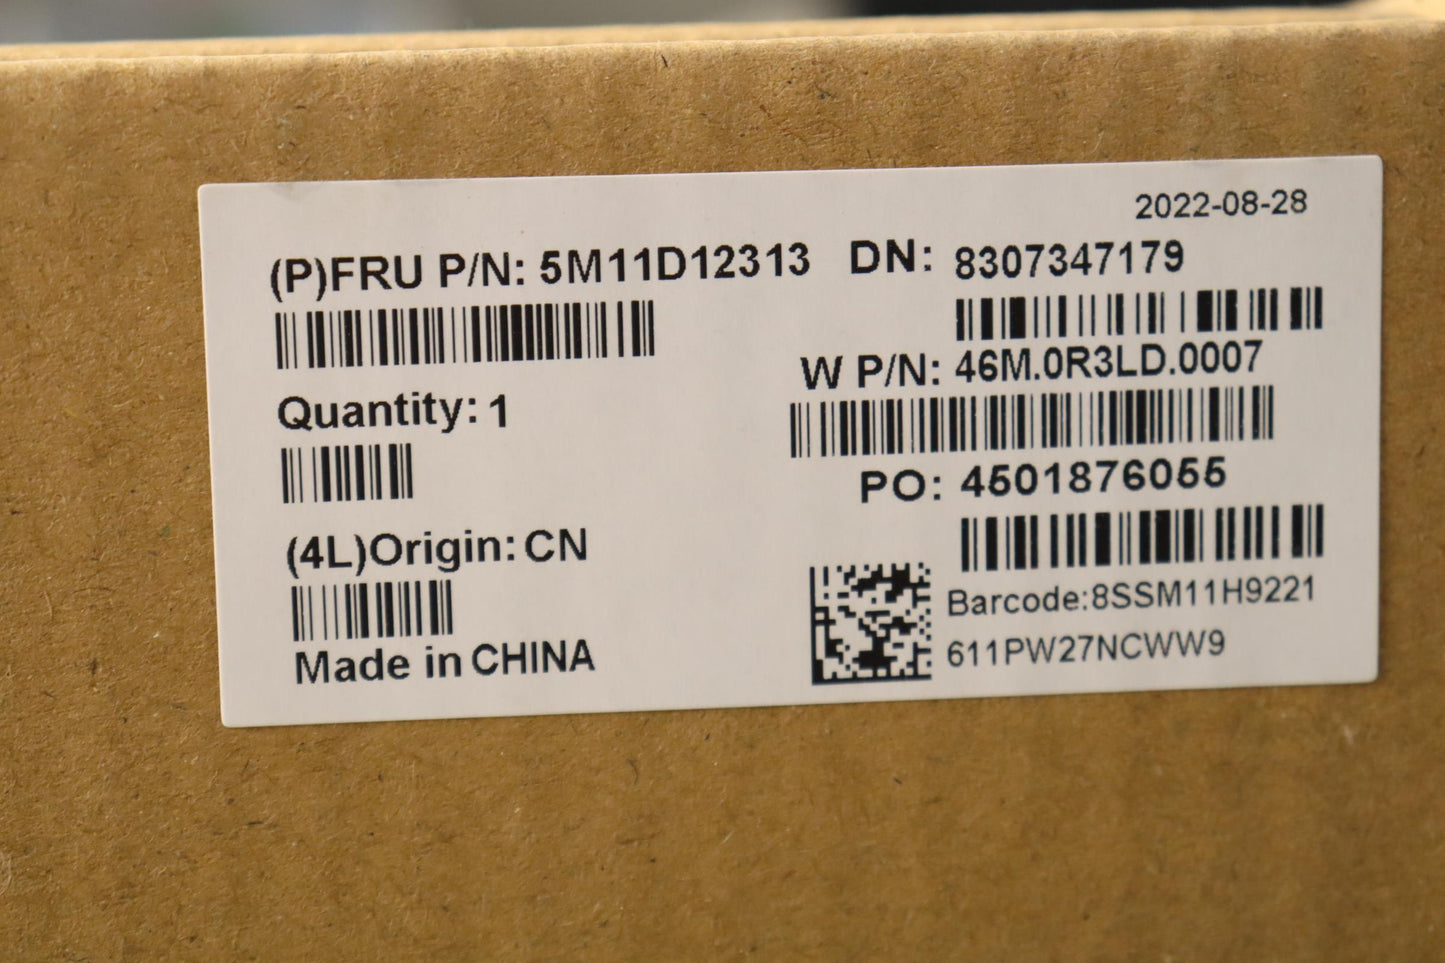 2022-08-28
(P)FRU P/N: 5M11D12313 DN: 8307347179
W P/N: 46M.0R3LD.0007
Quantity: 1
PO: 4501876055
(4L)Origin: CN
Barcode:8SSM11H9221
611PW27NCWW9
Made in CHINA